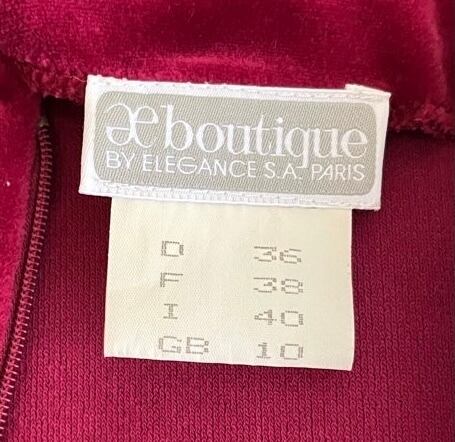 æboutique
BY ELEGANCE S.A. PARIS
D 36
F 38
I 40
GB 10